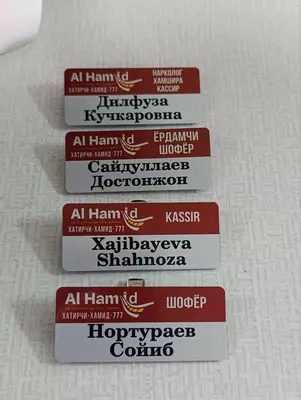 Al Hamid
ХАТИРЧИ-ХАМИД-777
НАРКОЛОГ
ХАМШИРА
КАССИР
Дилфуза
Кучкаровна
Al Hamid
ХАТИРЧИ-ХАМИД-777
ЁРДАМЧИ
ШОФЁР
Сайдуллаев
Достонжон
Al Hamid
ХАТИРЧИ-ХАМИД-777
KASSIR
Xajibayeva
Shahnoza
Al Hamid
ХАТИРЧИ-ХАМИД-777
ШОФЁР
Нортураев
Сойиб